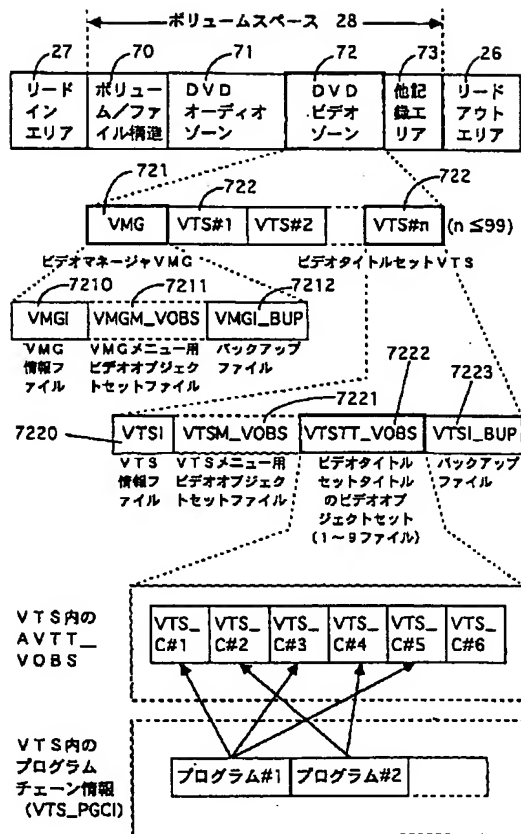 ボリュームスペース 28
27 70 71 72 73 26
リード
イン
エリア
ボリュー
ム/ファ
イル構造
DVD
オーディオ
ゾーン
DVD
ビデオ
ゾーン
他記
録エ
リア
リード
アウト
エリア
721 722 722
VMG VTS#1 VTS#2 VTS#n (n ≤99)
ビデオマネージャVMG ビデオタイトルセットVTS
7210 7211 7212
VMGI VMGM_VOBS VMGI_BUP
VMG
情報フ
ァイル
VMGメニュー用
ビデオオブジェク
トセットファイル
バックアップ
ファイル
7220 7221 7222 7223
VTSI VTSM_VOBS VTSTT_VOBS VTSI_BUP
VTS
情報フ
ァイル
VTSメニュー用
ビデオオブジェク
トセットファイル
ビデオタイトル
セットタイトル
のビデオオブ
ジェクトセット
(1~9ファイル)
バックアップ
ファイル
VTS内の
AVTT_
VOBS
VTS_
C#1
VTS_
C#2
VTS_
C#3
VTS_
C#4
VTS_
C#5
VTS_
C#6
VTS内の
プログラム
チェーン情報
(VTS_PGCI)
プログラム#1 プログラム#2